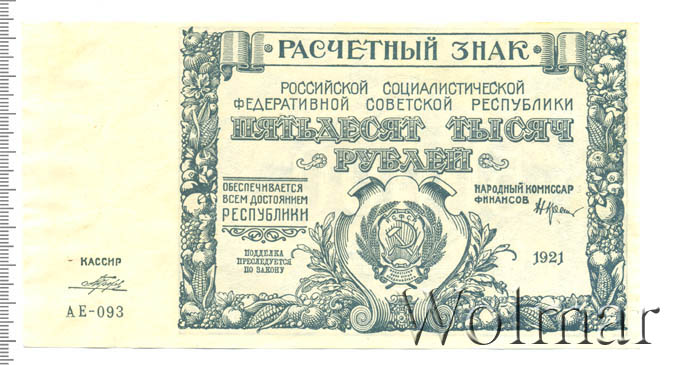 РАСЧЕТНЫЙ ЗНАК
РОССИЙСКОЙ СОЦИАЛИСТИЧЕСКОЙ
ФЕДЕРАТИВНОЙ СОВЕТСКОЙ РЕСПУБЛИКИ
ПЯТЬДЕСЯТ ТЫСЯЧ
РУБЛЕЙ
ОБЕСПЕЧИВАЕТСЯ
ВСЕМ ДОСТОЯНИЕМ
РЕСПУБЛИКИ
НАРОДНЫЙ КОМИССАР
ФИНАНСОВ
ПОДДЕЛКА
ПРЕСЛЕДУЕТСЯ
ПО ЗАКОНУ
1921
КАССИР
АЕ-093
Wolmar